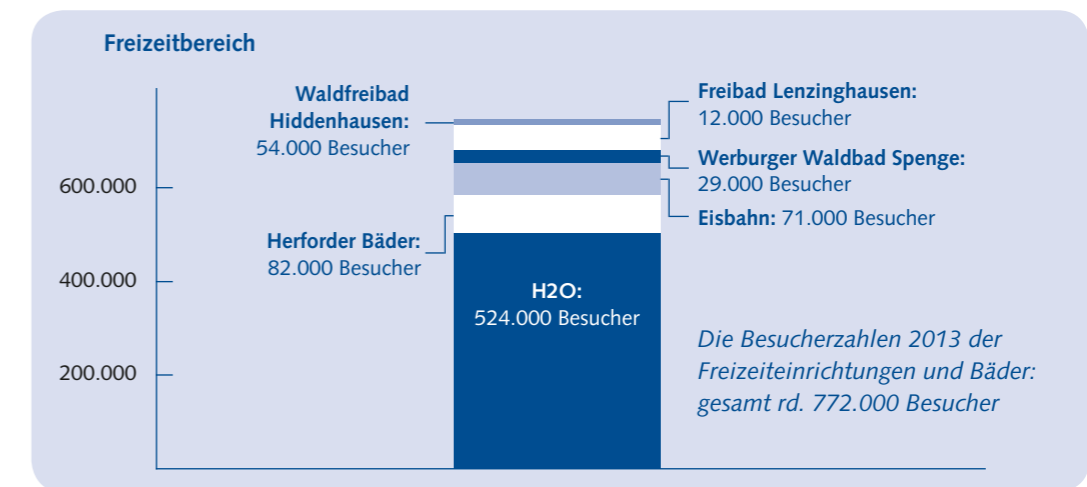 Freizeitbereich
Waldfreibad
Hiddenhausen:
54.000 Besucher
Freibad Lenzinghausen:
12.000 Besucher
Werburger Waldbad Spenge:
29.000 Besucher
Eisbahn: 71.000 Besucher
Herforder Bäder:
82.000 Besucher
H2O:
524.000 Besucher
600.000
400.000
200.000
Die Besucherzahlen 2013 der
Freizeiteinrichtungen und Bäder:
gesamt rd. 772.000 Besucher